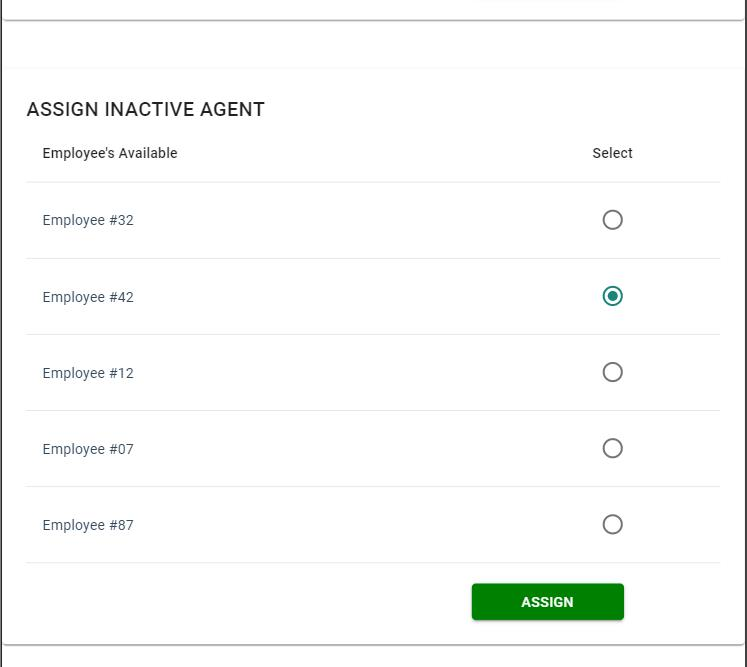 ASSIGN INACTIVE AGENT
Employee's Available Select
Employee #32
Employee #42
Employee #12
Employee #07
Employee #87
ASSIGN